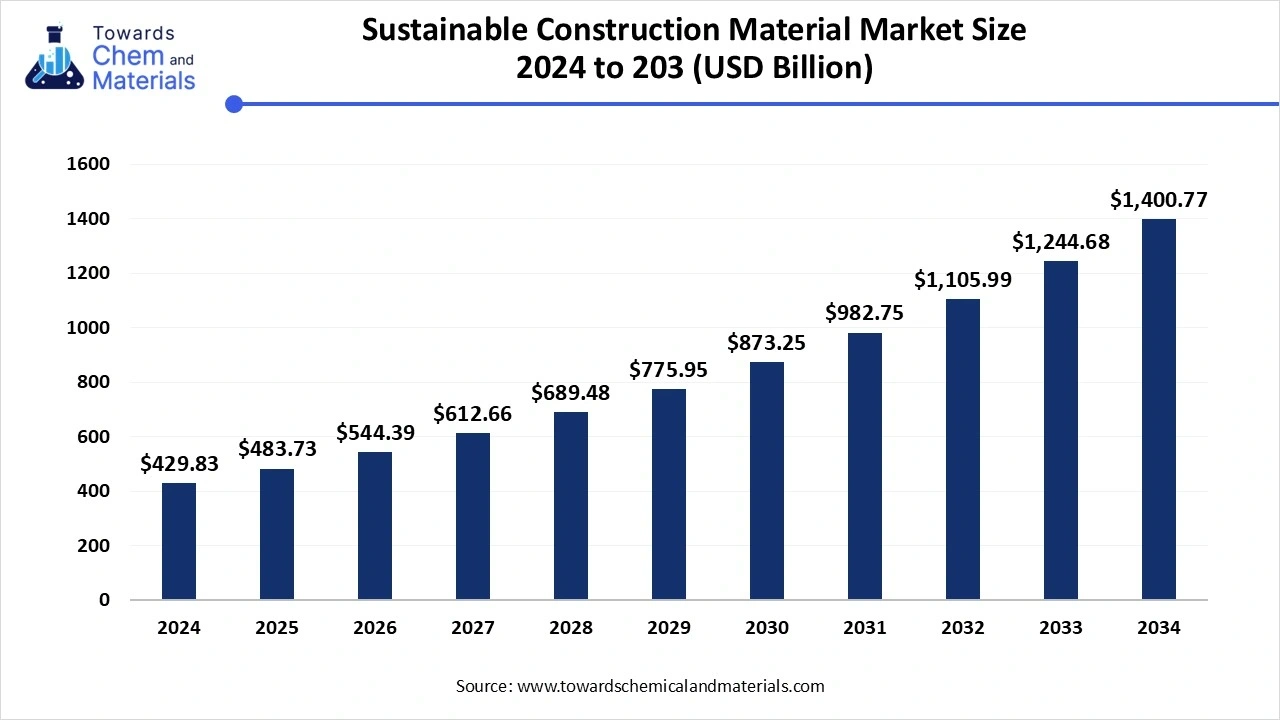 Towards
Chem and
Materials
Sustainable Construction Material Market Size
2024 to 203 (USD Billion)
1600
1400
1200
1000
800
600
400
200
0
$429.83
$483.73
$544.39
$612.66
$689.48
$775.95
$873.25
$982.75
$1,105.99
$1,244.68
$1,400.77
2024 2025 2026 2027 2028 2029 2030 2031 2032 2033 2034
Source: www.towardschemicalandmaterials.com